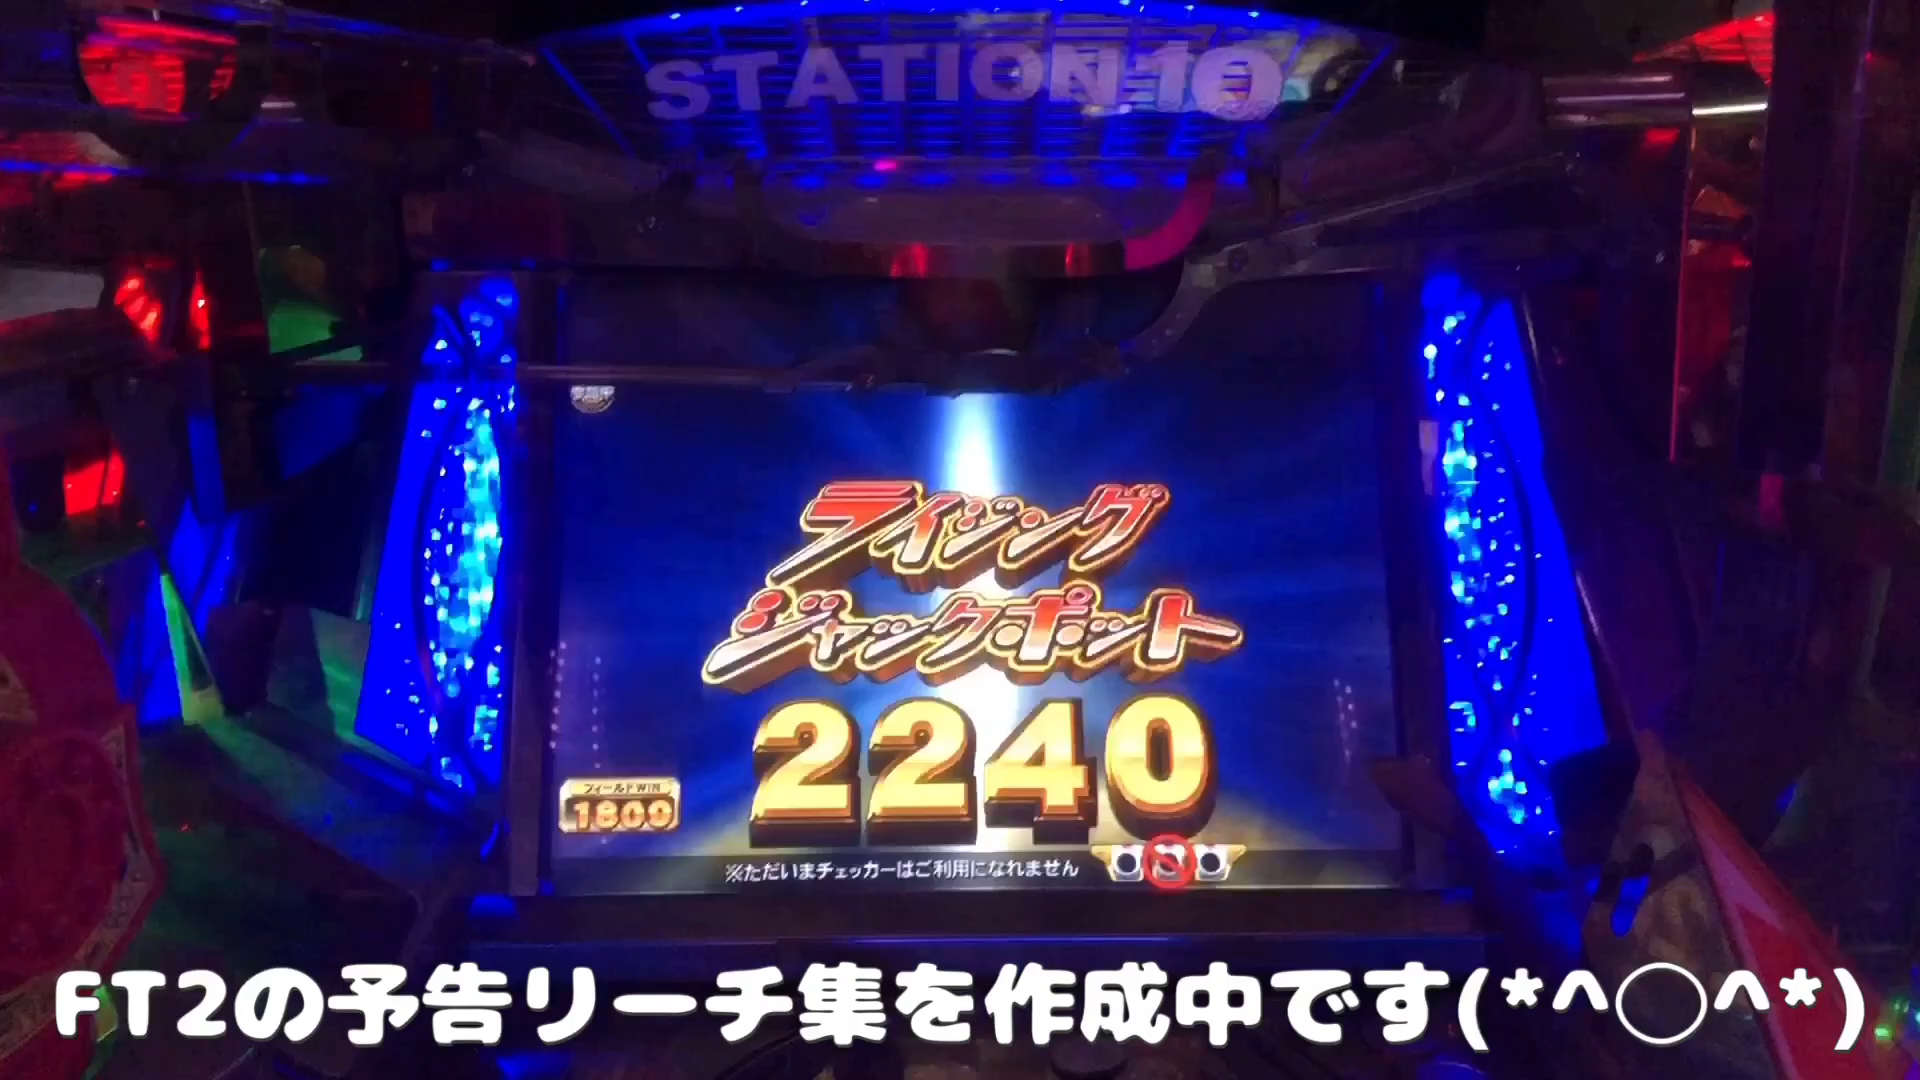 STATION 10
ライジング
ジャックポット
2240
フィールドWIN
1809
※ただいまチェッカーはご利用になれません
FT2の予告リーチ集を作成中です(*^◯^*)